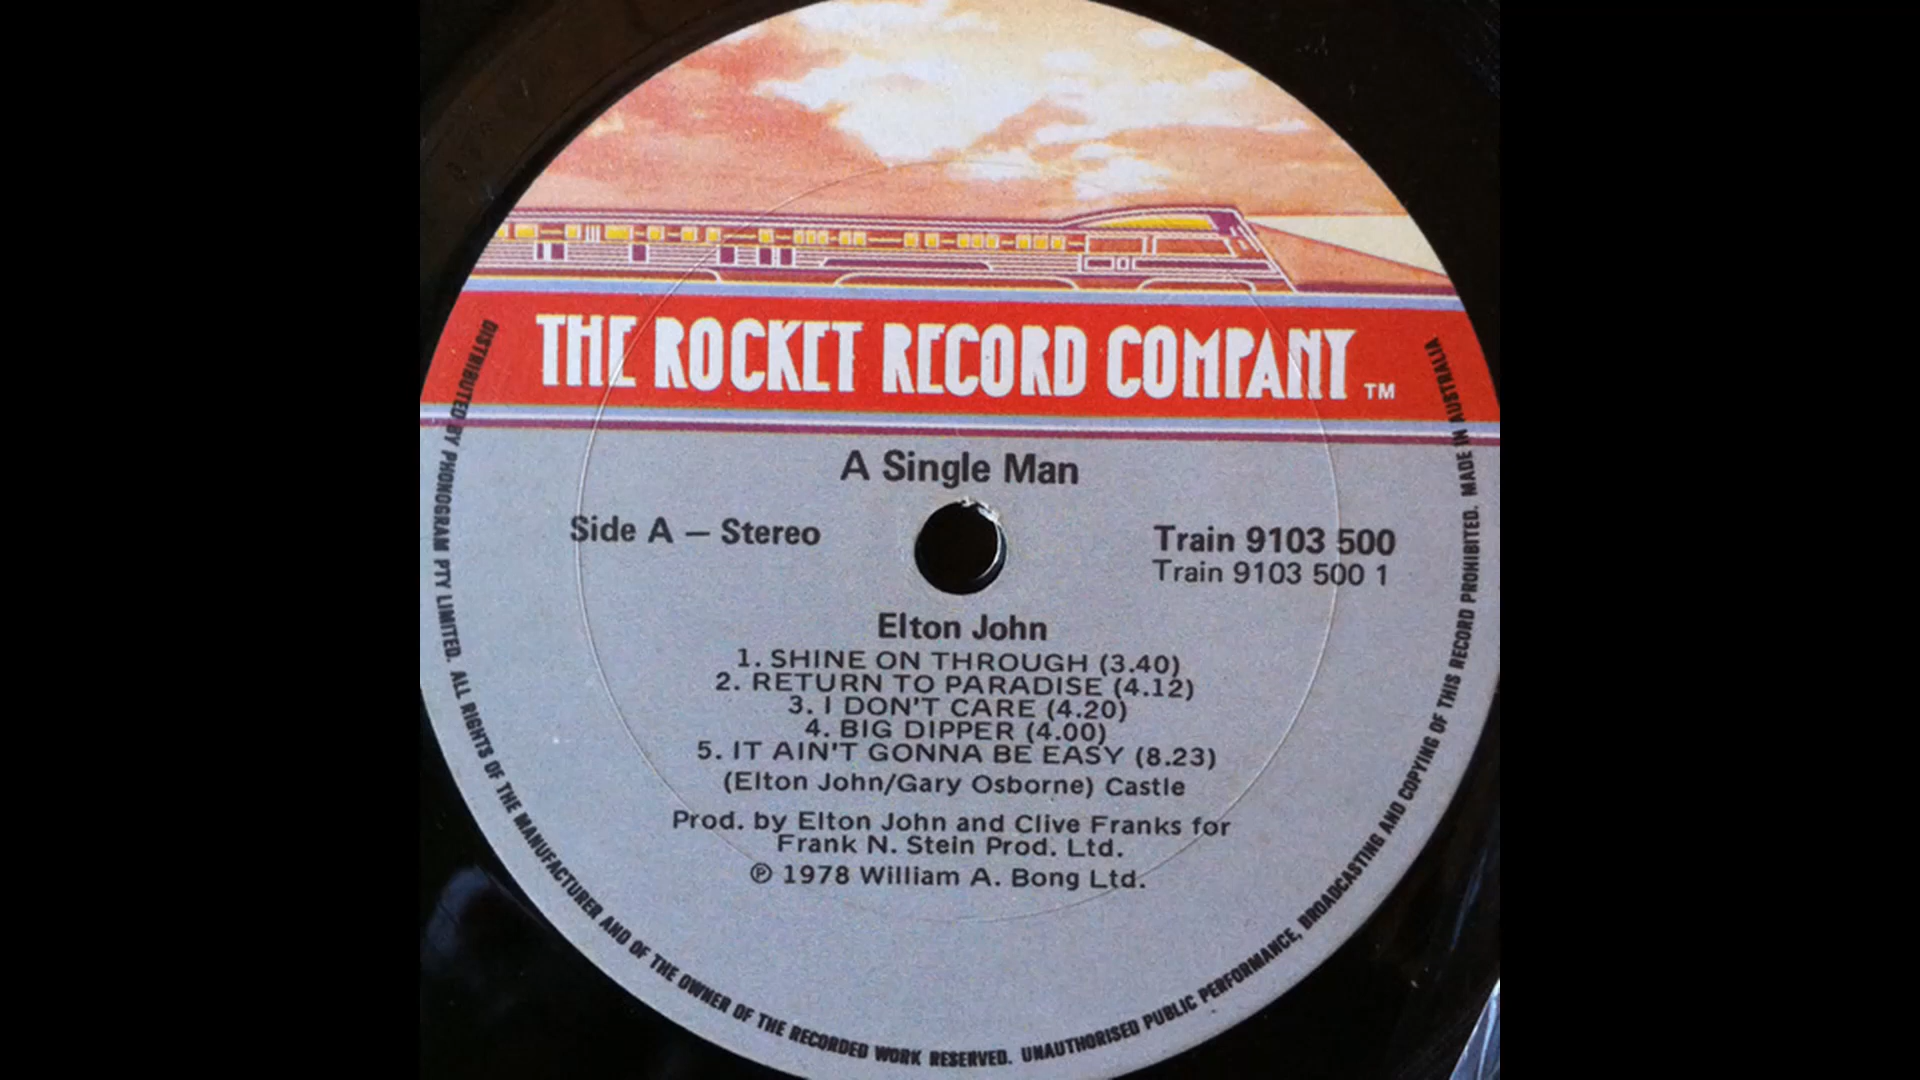 THE ROCKET RECORD COMPANY TM
A Single Man
Side A — Stereo
Train 9103 500
Train 9103 500 1
Elton John
1. SHINE ON THROUGH (3.40)
2. RETURN TO PARADISE (4.12)
3. I DON'T CARE (4.20)
4. BIG DIPPER (4.00)
5. IT AIN'T GONNA BE EASY (8.23)
(Elton John/Gary Osborne) Castle
Prod. by Elton John and Clive Franks for
Frank N. Stein Prod. Ltd.
℗ 1978 William A. Bong Ltd.
DISTRIBUTED BY PHONOGRAM PTY LIMITED. ALL RIGHTS OF THE MANUFACTURER AND OF THE OWNER OF THE RECORDED WORK RESERVED. UNAUTHORISED PUBLIC PERFORMANCE, BROADCASTING AND COPYING OF THIS RECORD PROHIBITED. MADE IN AUSTRALIA